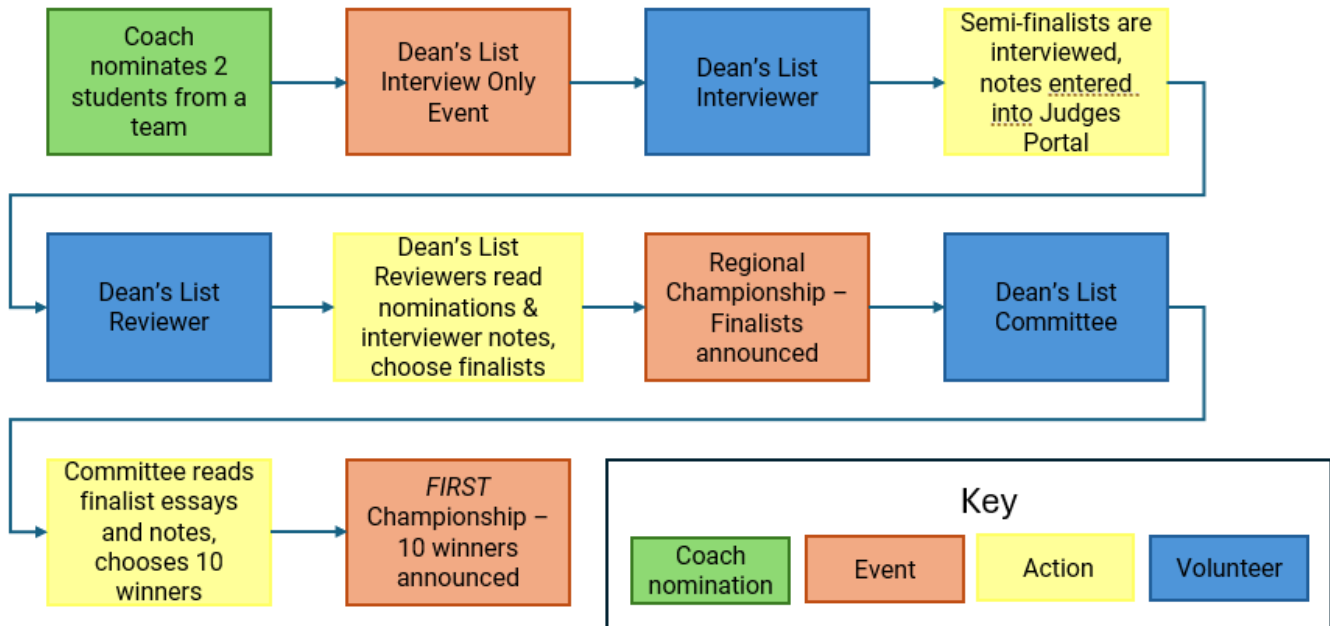 Coach
nominates 2
students from a
team
Dean's List
Interview Only
Event
Dean's List
Interviewer
Semi-finalists are
interviewed,
notes entered
into Judges
Portal
Dean's List
Reviewer
Dean's List
Reviewers read
nominations &
interviewer notes,
choose finalists
Regional
Championship –
Finalists
announced
Dean's List
Committee
Committee reads
finalist essays
and notes,
chooses 10
winners
FIRST
Championship –
10 winners
announced
Key
Coach
nomination
Event
Action
Volunteer